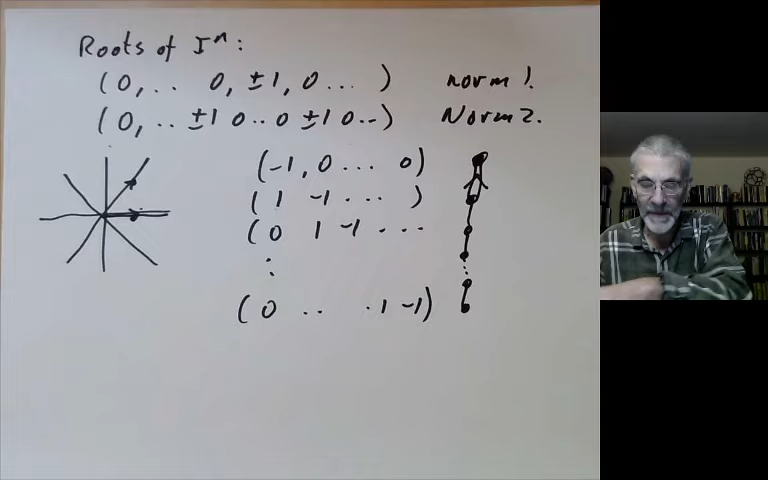 Roots of Iⁿ:
(0, .. 0, ±1, 0 ... ) norm 1.
(0, .. ±1 0 .. 0 ±1 0 ..) Norm 2.
(-1, 0 .... 0)
( 1 -1 ... )
( 0 1 -1 ...
:
( 0 .. . 1 -1)